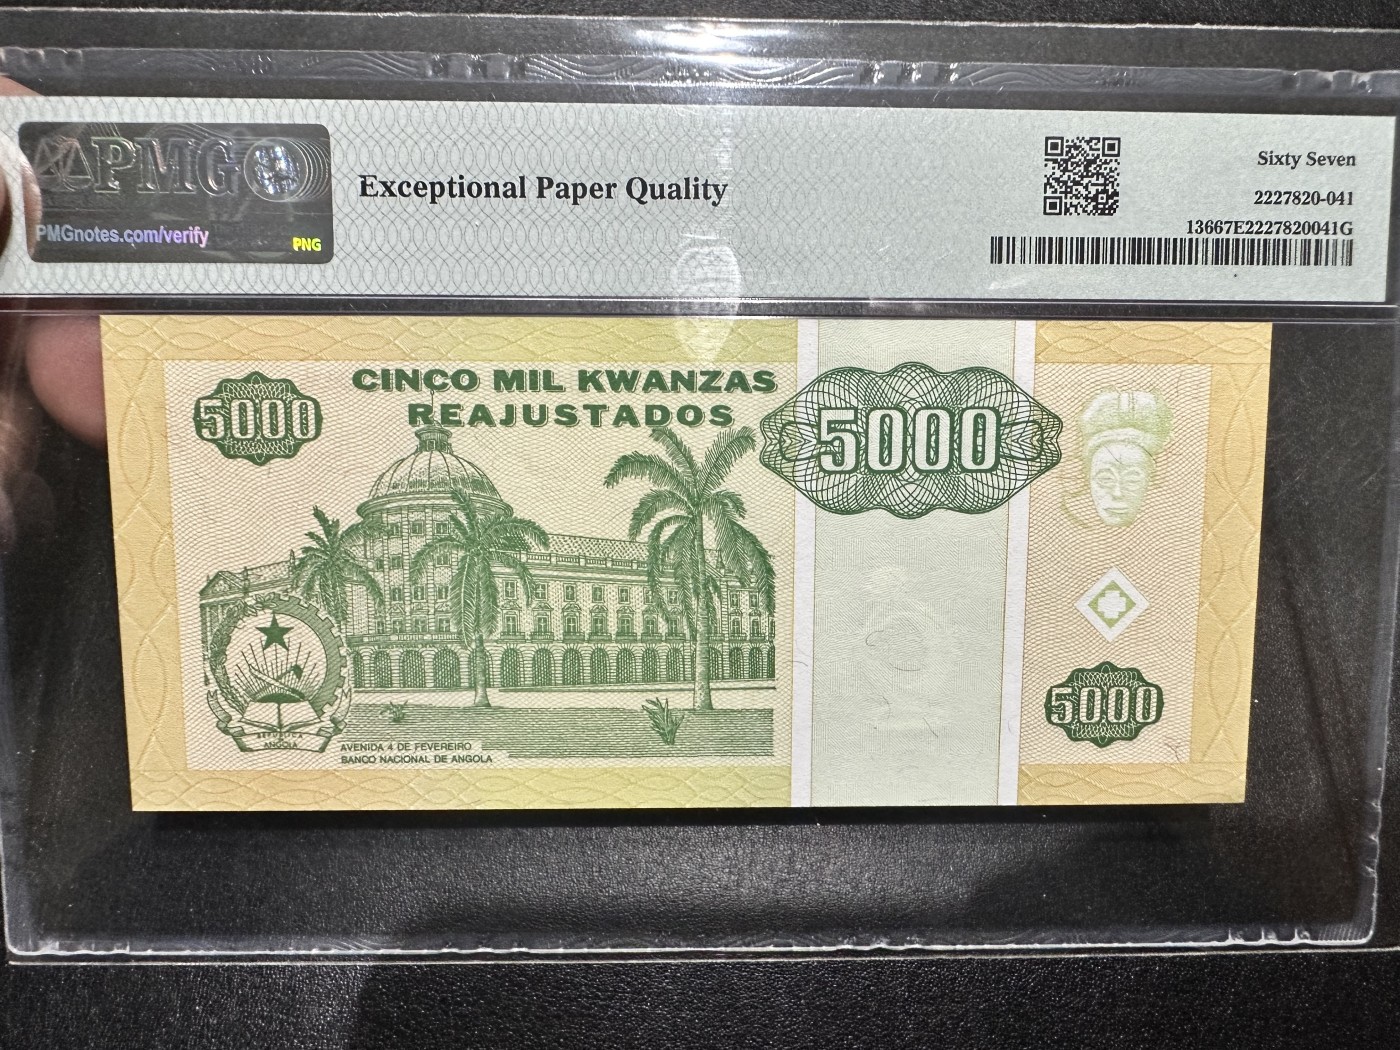 PMG
PMGnotes.com/verify
PNG
Exceptional Paper Quality
Sixty Seven
2227820-041
13667E2227820041G
CINCO MIL KWANZAS
REAJUSTADOS
5000
5000
5000
REPÚBLICA
DE
ANGOLA
AVENIDA 4 DE FEVEREIRO
BANCO NACIONAL DE ANGOLA